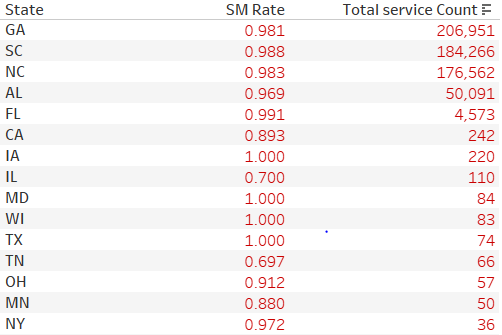 State SM Rate Total service Count
GA 0.981 206,951
SC 0.988 184,266
NC 0.983 176,562
AL 0.969 50,091
FL 0.991 4,573
CA 0.893 242
IA 1.000 220
IL 0.700 110
MD 1.000 84
WI 1.000 83
TX 1.000 74
TN 0.697 66
OH 0.912 57
MN 0.880 50
NY 0.972 36